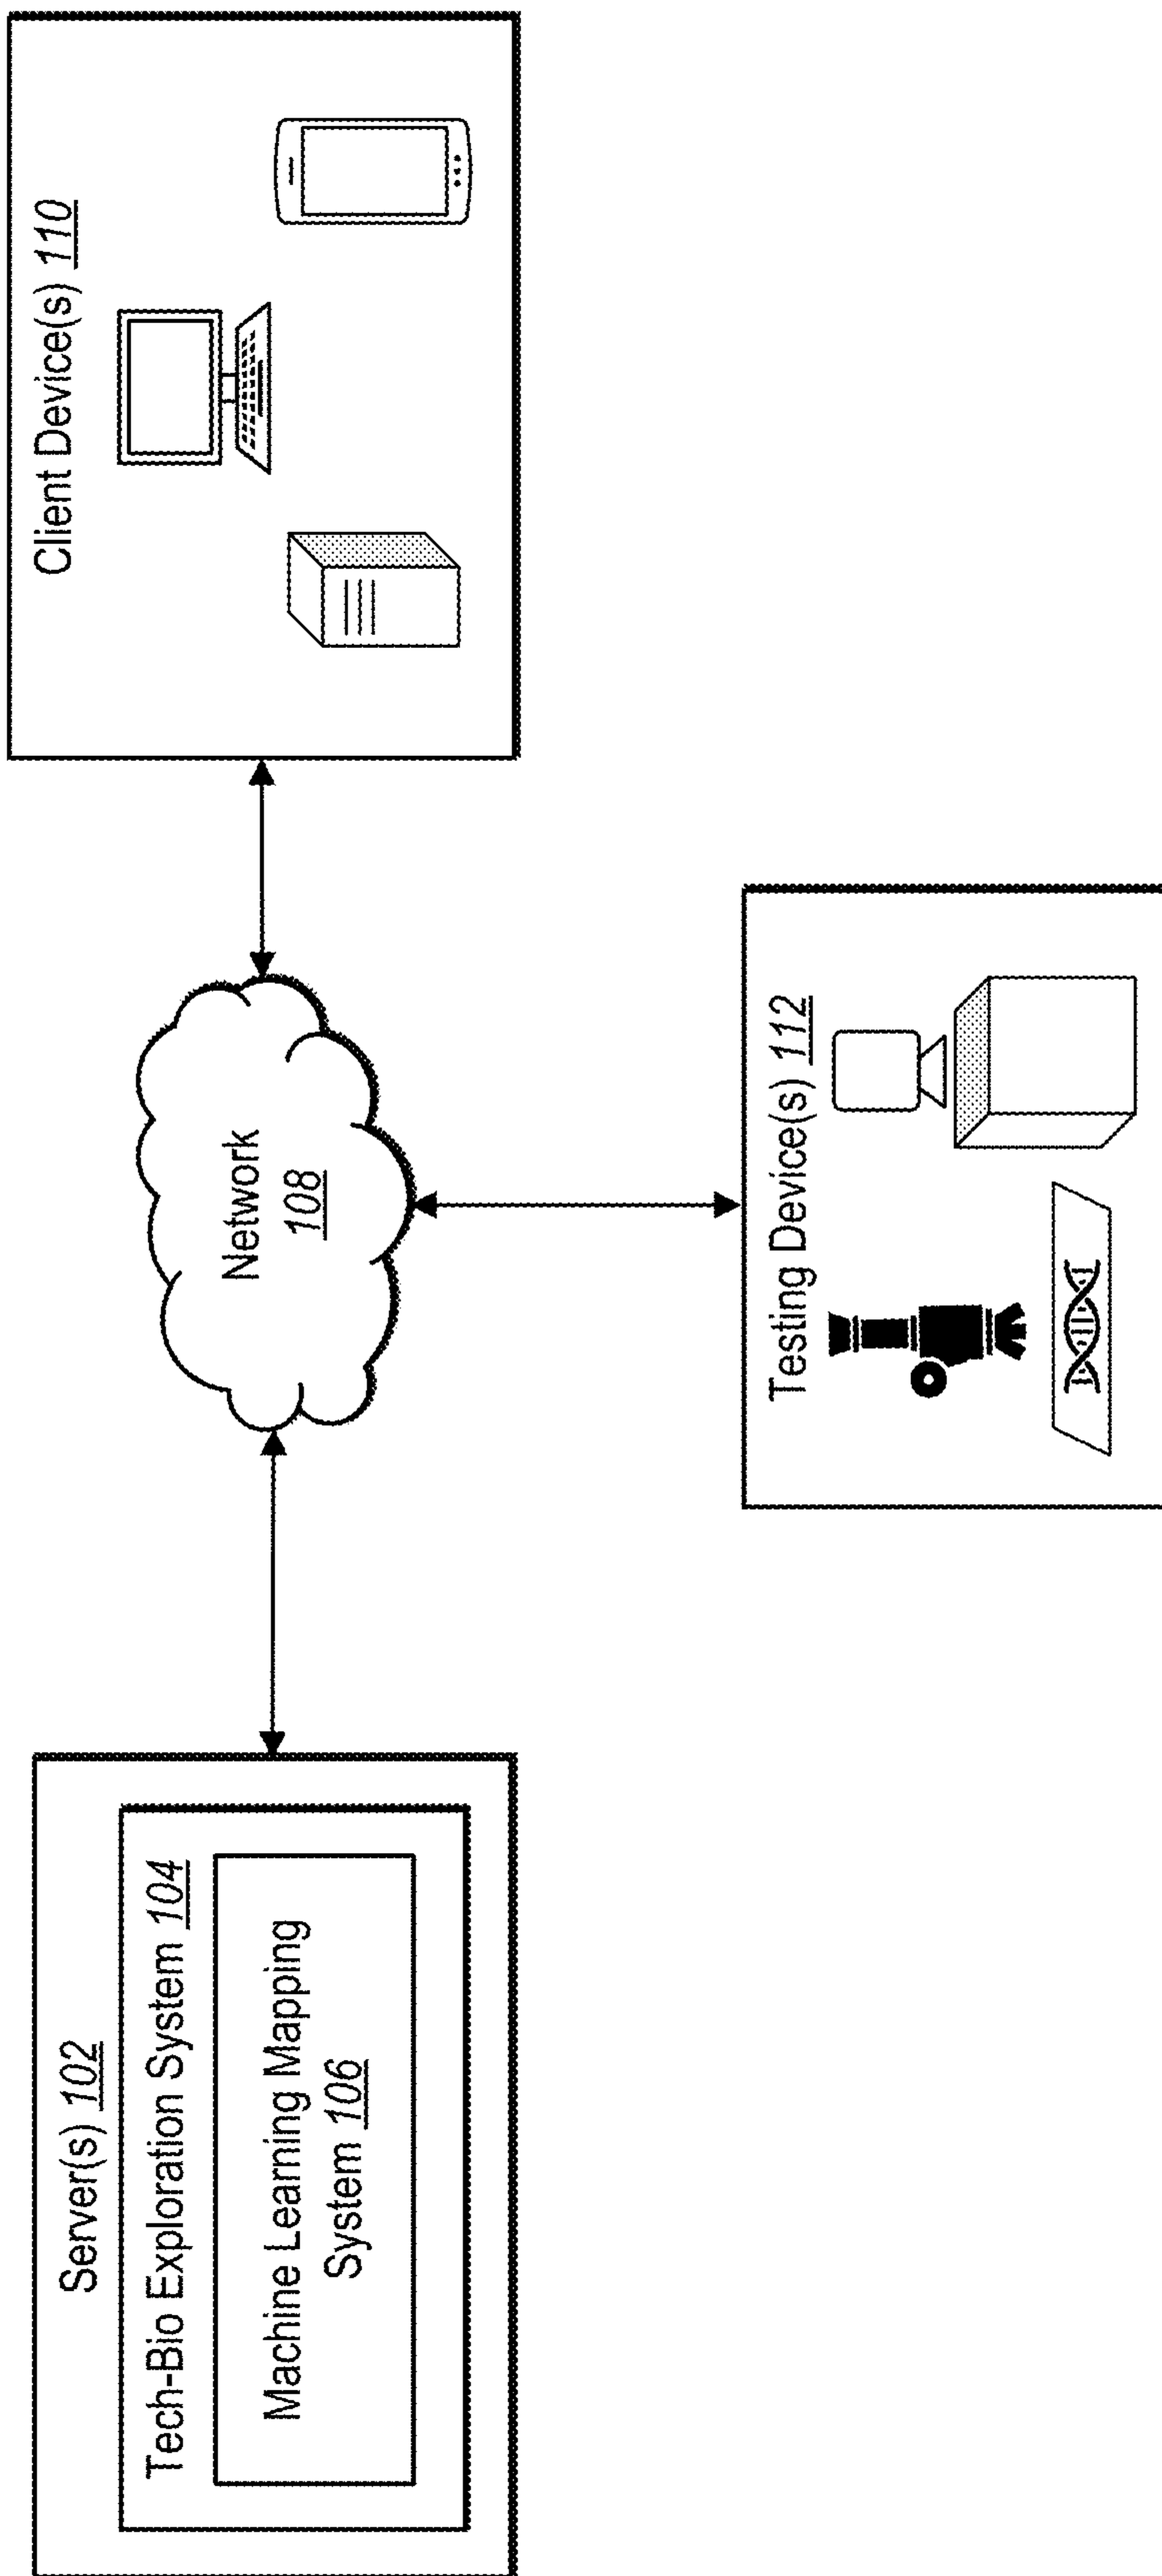 Server(s) 102
Tech-Bio Exploration System 104
Machine Learning Mapping
System 106
Network
108
Client Device(s) 110
Testing Device(s) 112